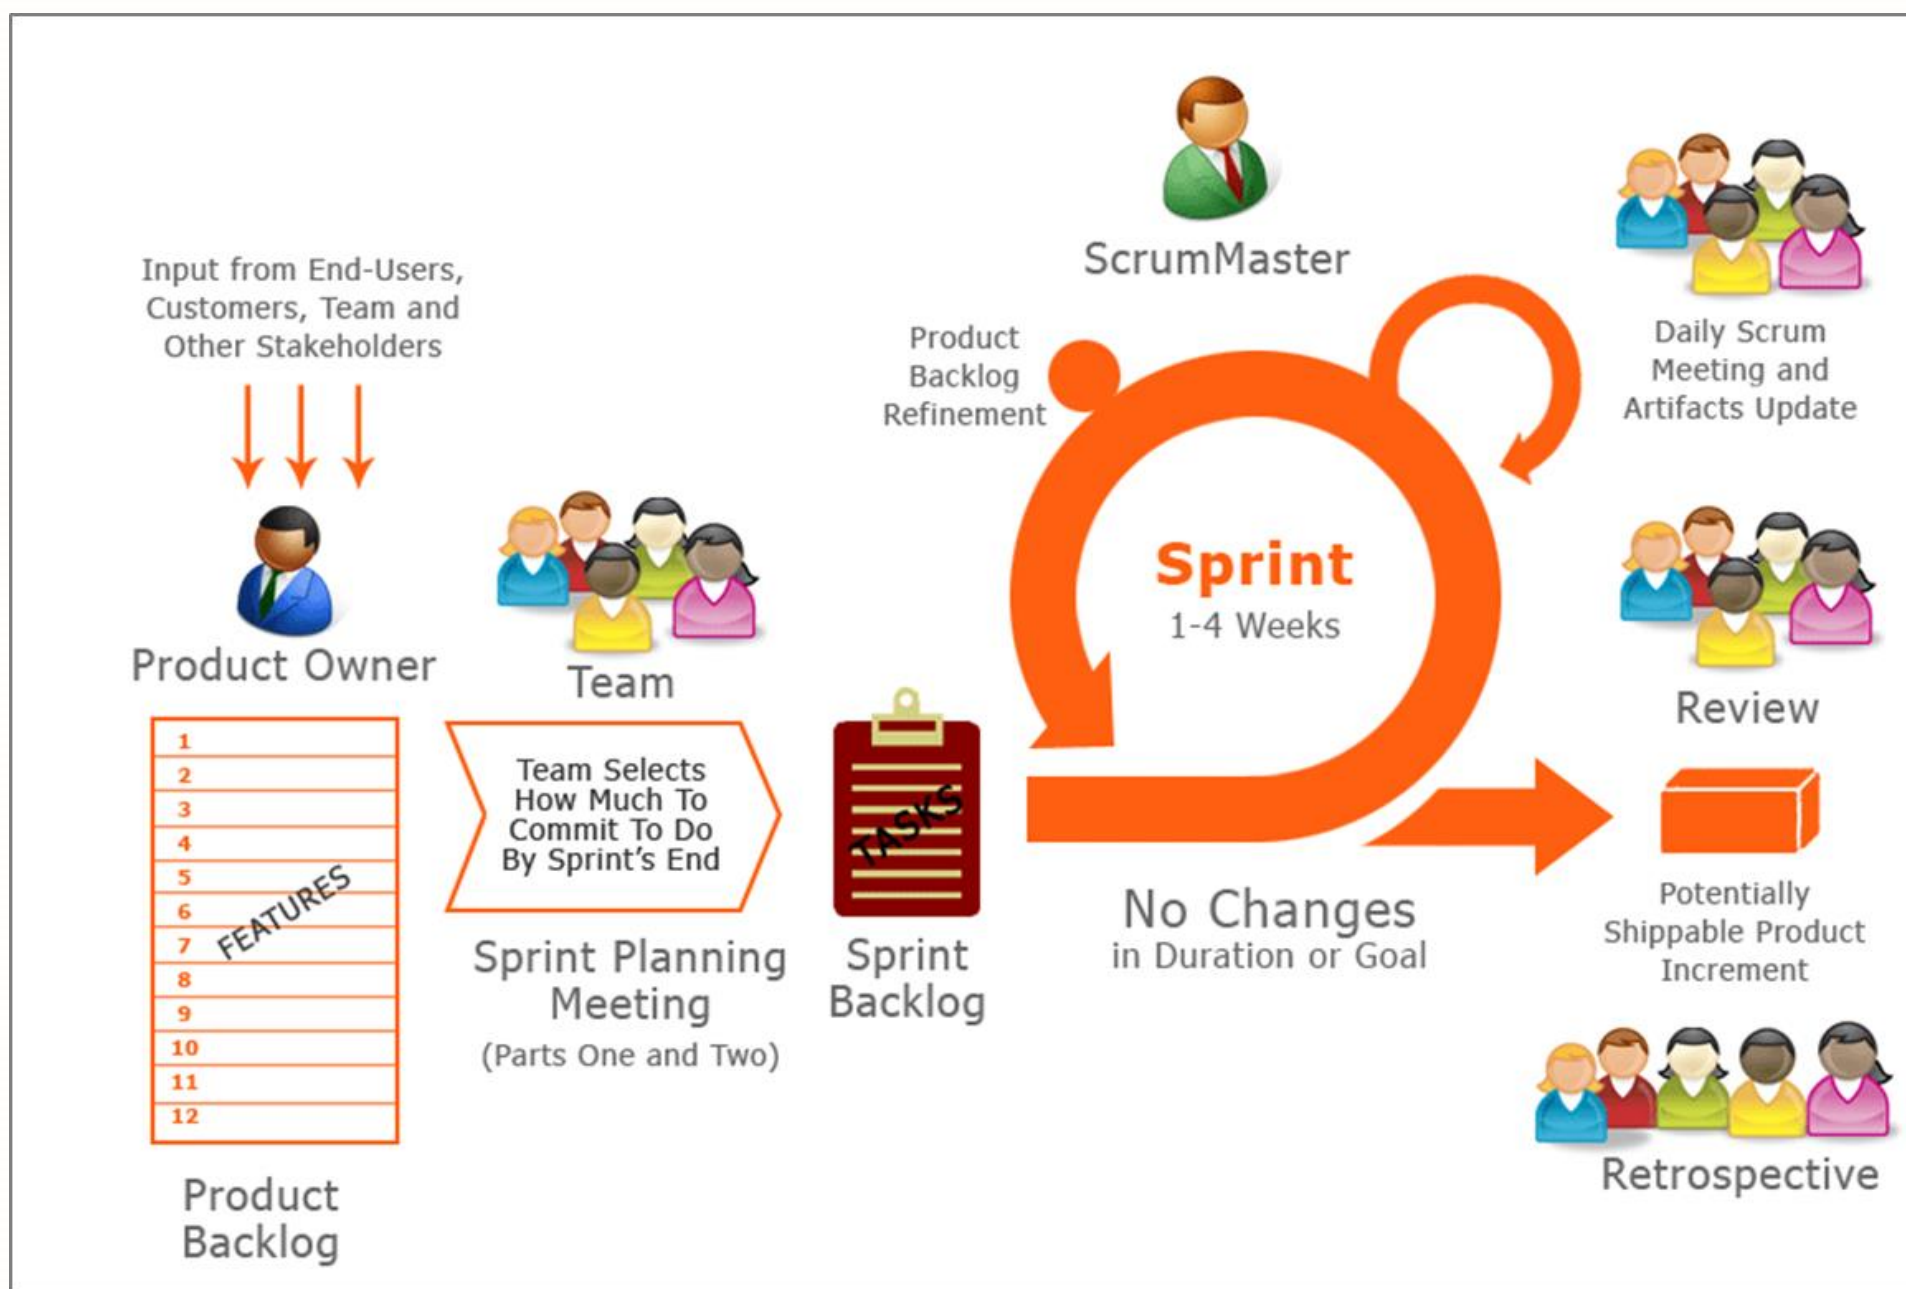 Input from End-Users,
Customers, Team and
Other Stakeholders
Product Owner
1
2
3
4
5
6
7
8
9
10
11
12
FEATURES
Product
Backlog
Team
Team Selects
How Much To
Commit To Do
By Sprint's End
Sprint Planning
Meeting
(Parts One and Two)
TASKS
Sprint
Backlog
ScrumMaster
Product
Backlog
Refinement
Sprint
1-4 Weeks
No Changes
in Duration or Goal
Daily Scrum
Meeting and
Artifacts Update
Review
Potentially
Shippable Product
Increment
Retrospective